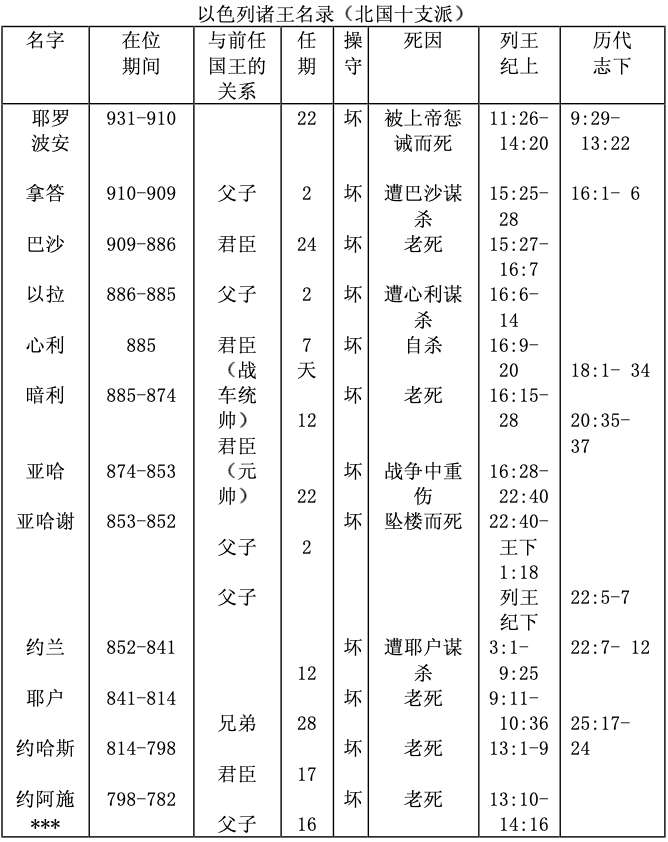 以色列诸王名录（北国十支派）
名字 在位 与前任 任 操 死因 列王 历代
期间 国王的 期 守 纪上 志下
关系
耶罗 931-910 22 坏 被上帝惩 11:26- 9:29-
波安 诫而死 14:20 13:22
拿答 910-909 父子 2 坏 遭巴沙谋 15:25- 16:1- 6
杀 28
巴沙 909-886 君臣 24 坏 老死 15:27-
16:7
以拉 886-885 父子 2 坏 遭心利谋 16:6-
杀 14
心利 885 君臣 7 坏 自杀 16:9-
（战 天 20 18:1- 34
暗利 885-874 车统 坏 老死 16:15-
帅） 12 28 20:35-
君臣 37
亚哈 874-853 （元 坏 战争中重 16:28-
帅） 22 伤 22:40
亚哈谢 853-852 坏 坠楼而死 22:40-
父子 2 王下
1:18
父子 列王 22:5-7
纪下
约兰 852-841 坏 遭耶户谋 3:1- 22:7- 12
12 杀 9:25
耶户 841-814 坏 老死 9:11-
兄弟 28 10:36 25:17-
约哈斯 814-798 坏 老死 13:1-9 24
君臣 17
约阿施 798-782 坏 老死 13:10-
*** 父子 16 14:16